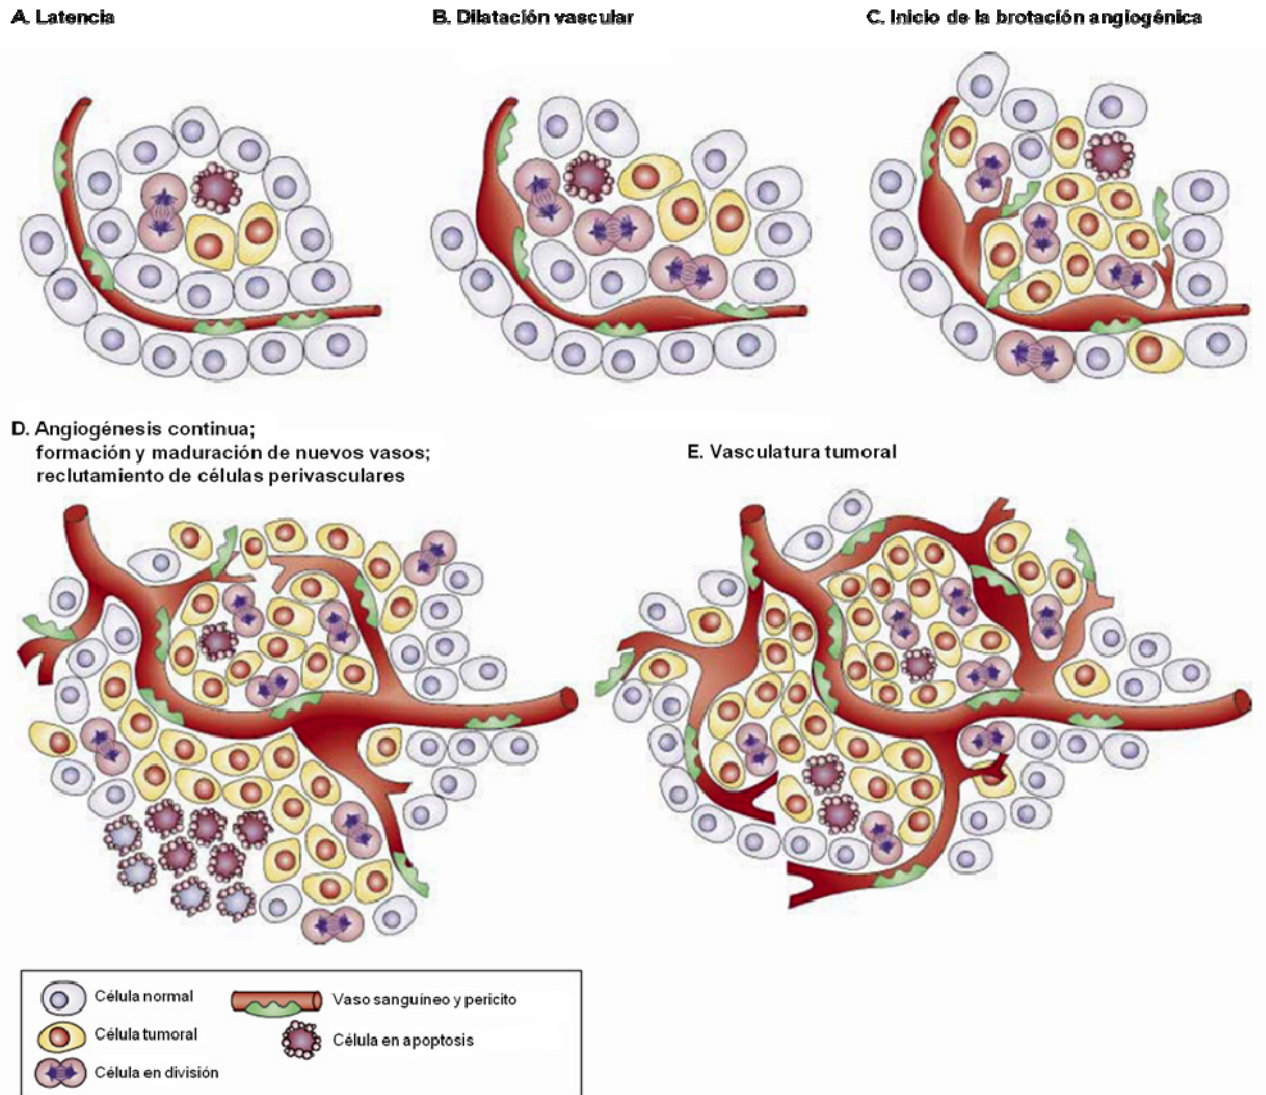 A. Latencia
B. Dilatación vascular
C. Inicio de la brotación angiogénica
D. Angiogénesis continua;
formación y maduración de nuevos vasos;
reclutamiento de células perivasculares
E. Vasculatura tumoral
Célula normal
Célula tumoral
Célula en división
Vaso sanguíneo y pericito
Célula en apoptosis